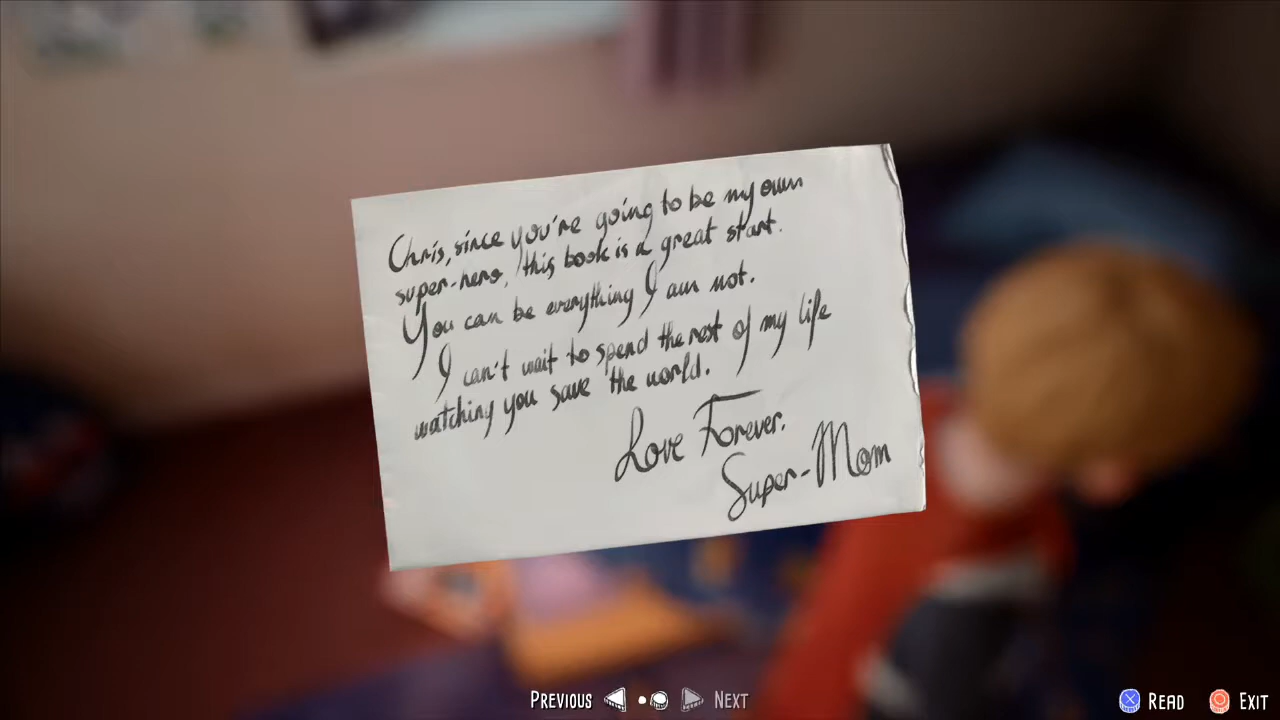 Chris, since you're going to be my own
super-hero, this book is a great start.
You can be everything I am not.
I can't wait to spend the rest of my life
watching you save the world.
Love Forever.
Super-Mom
PREVIOUS NEXT
READ EXIT